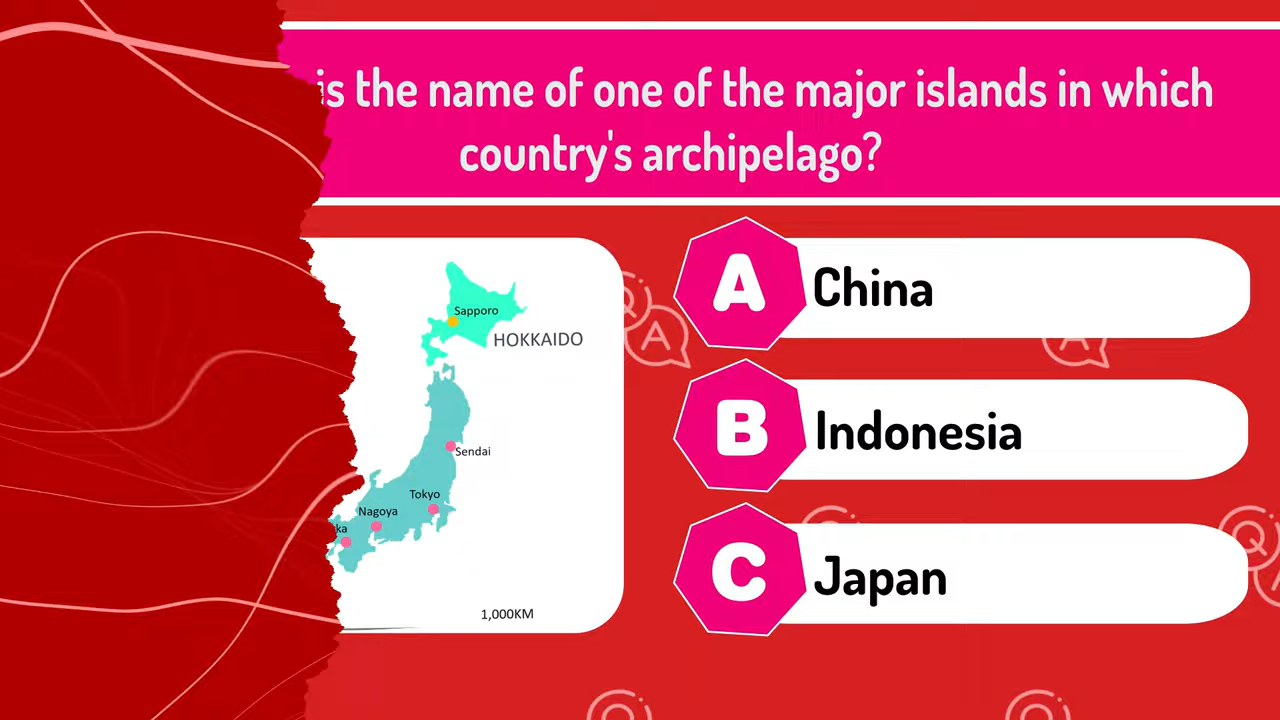 is the name of one of the major islands in which
country's archipelago?
A China
Sapporo
HOKKAIDO
B Indonesia
Sendai
Tokyo
Nagoya
ka
C Japan
1,000KM
Q A
A
Q
A